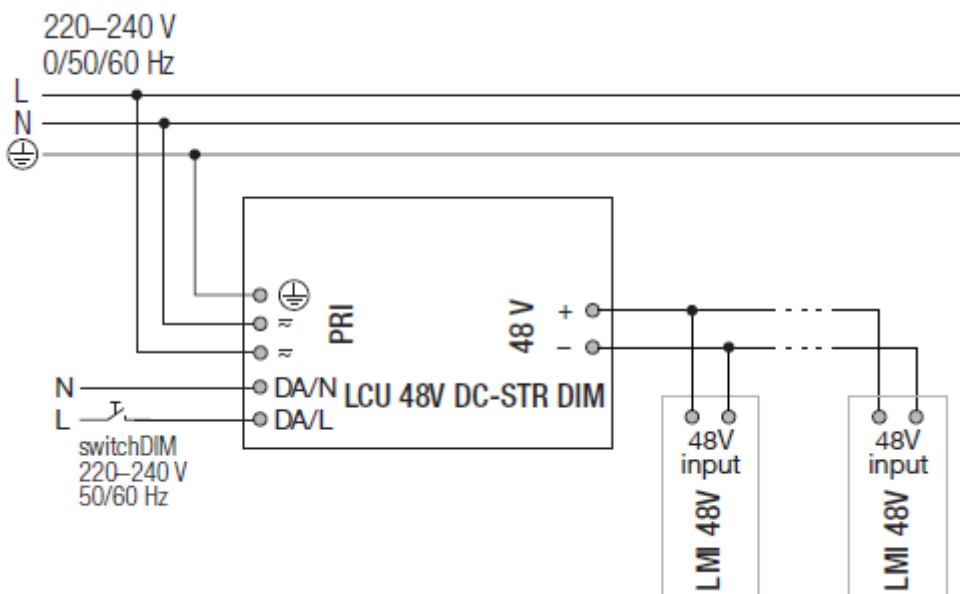 220–240 V
0/50/60 Hz
L
N
PRI
48 V
+
−
≂
≂
DA/N
LCU 48V DC-STR DIM
DA/L
N
L
switchDIM
220–240 V
50/60 Hz
48V
input
LMI 48V
48V
input
LMI 48V